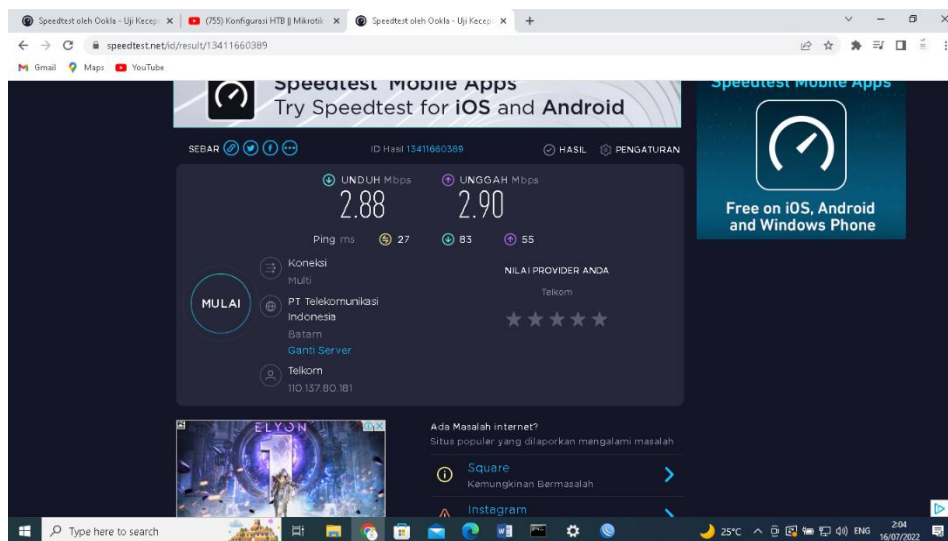 Speedtest oleh Ookla - Uji Kecep
(755) Konfigurasi HTB || Mikrotik
Speedtest oleh Ookla - Uji Kecep
speedtest.net/id/result/13411660389
Gmail
Maps
YouTube
Speedtest Mobile Apps
Try Speedtest for iOS and Android
Speedtest Mobile Apps
Free on iOS, Android
and Windows Phone
SEBAR
ID Hasil 13411660389
HASIL
PENGATURAN
UNDUH Mbps
UNGGAH Mbps
2.88
2.90
Ping ms 27 83 55
Koneksi
Multi
MULAI
PT Telekomunikasi
Indonesia
Batam
Ganti Server
Telkom
110.137.80.181
NILAI PROVIDER ANDA
Telkom
ELYON
Ada Masalah internet?
Situs populer yang dilaporkan mengalami masalah
Square
Kemungkinan Bermasalah
Instagram
Type here to search
25°C
ENG
2:04
16/07/2022